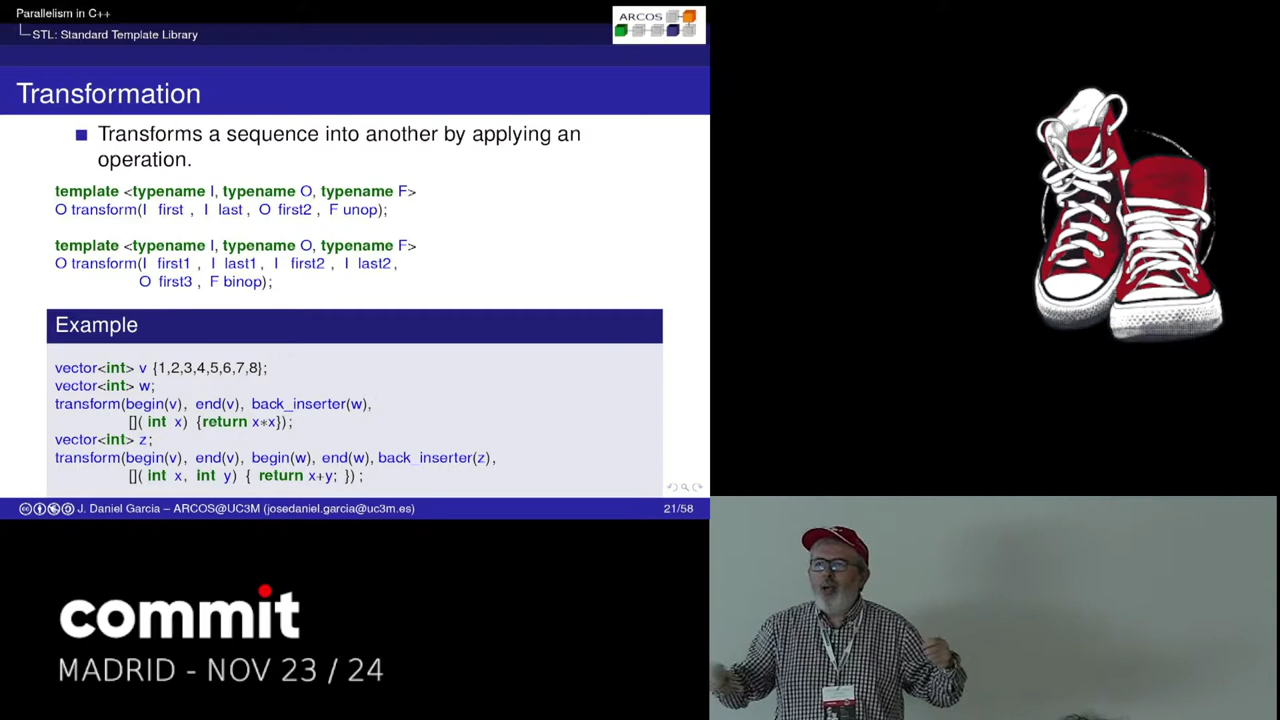 Parallelism in C++
STL: Standard Template Library
ARCOS
Transformation
Transforms a sequence into another by applying an
operation.
template <typename I, typename O, typename F>
O transform(I first , I last , O first2 , F unop);
template <typename I, typename O, typename F>
O transform(I first1 , I last1 , I first2 , I last2 ,
O first3 , F binop);
Example
vector<int> v {1,2,3,4,5,6,7,8};
vector<int> w;
transform(begin(v), end(v), back_inserter(w),
[]( int x) {return x*x});
vector<int> z;
transform(begin(v), end(v), begin(w), end(w), back_inserter(z),
[]( int x, int y) { return x+y; }) ;
J. Daniel Garcia – ARCOS@UC3M (josedaniel.garcia@uc3m.es)
21/58
commit
MADRID - NOV 23 / 24